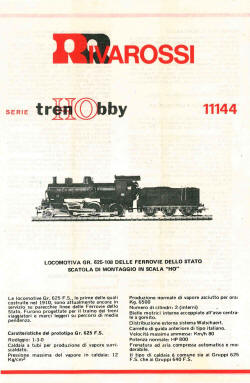 RIVAROSSI
SERIE trenHObby 11144
LOCOMOTIVA GR. 625-108 DELLE FERROVIE DELLO STATO
SCATOLA DI MONTAGGIO IN SCALA "HO"
Le locomotive Gr. 625 F.S., le prime delle quali
costruite nel 1910, sono attualmente ancora in
servizio su parecchie linee delle Ferrovie dello
Stato. Furono progettate per il traino dei treni
viaggiatori e merci leggeri su percorsi di media
pendenza.
Caratteristiche del prototipo Gr. 625 F.S.
Rodiggio: 1-3-0
Caldaia a tubi per produzione di vapore surri-
scaldato.
Pressione massima del vapore in caldaia: 12
Kg/cm²
Produzione normale di vapore asciutto per ora:
Kg. 6500
Numero di cilindri: 2 (interni)
Bielle motrici interne accoppiate all'asse centra-
le a gomito.
Distribuzione esterna sistema Walschaert.
Carrello di guida anteriore di tipo italiano.
Velocità massima ammessa: Km/h 80
Potenza normale: HP 800
Frenatura ad aria compressa automatica e mo-
derabile.
Il tipo di caldaia è comune sia ai Gruppi 625
F.S. che ai Gruppi 640 F.S.